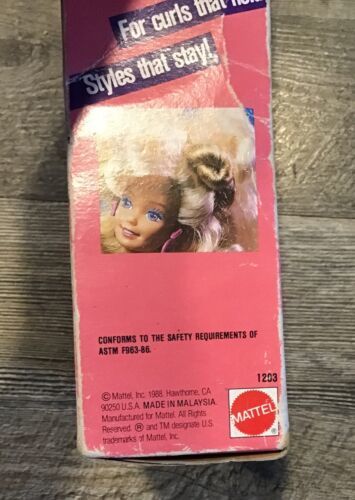 For curls that
Styles that stay!
CONFORMS TO THE SAFETY REQUIREMENTS OF
ASTM F963-86.
1203
© Mattel, Inc. 1988. Hawthorne, CA
90250 U.S.A. MADE IN MALAYSIA.
Manufactured for Mattel. All Rights
Reserved. ® and TM designate U.S.
trademarks of Mattel, Inc.
MATTEL
®